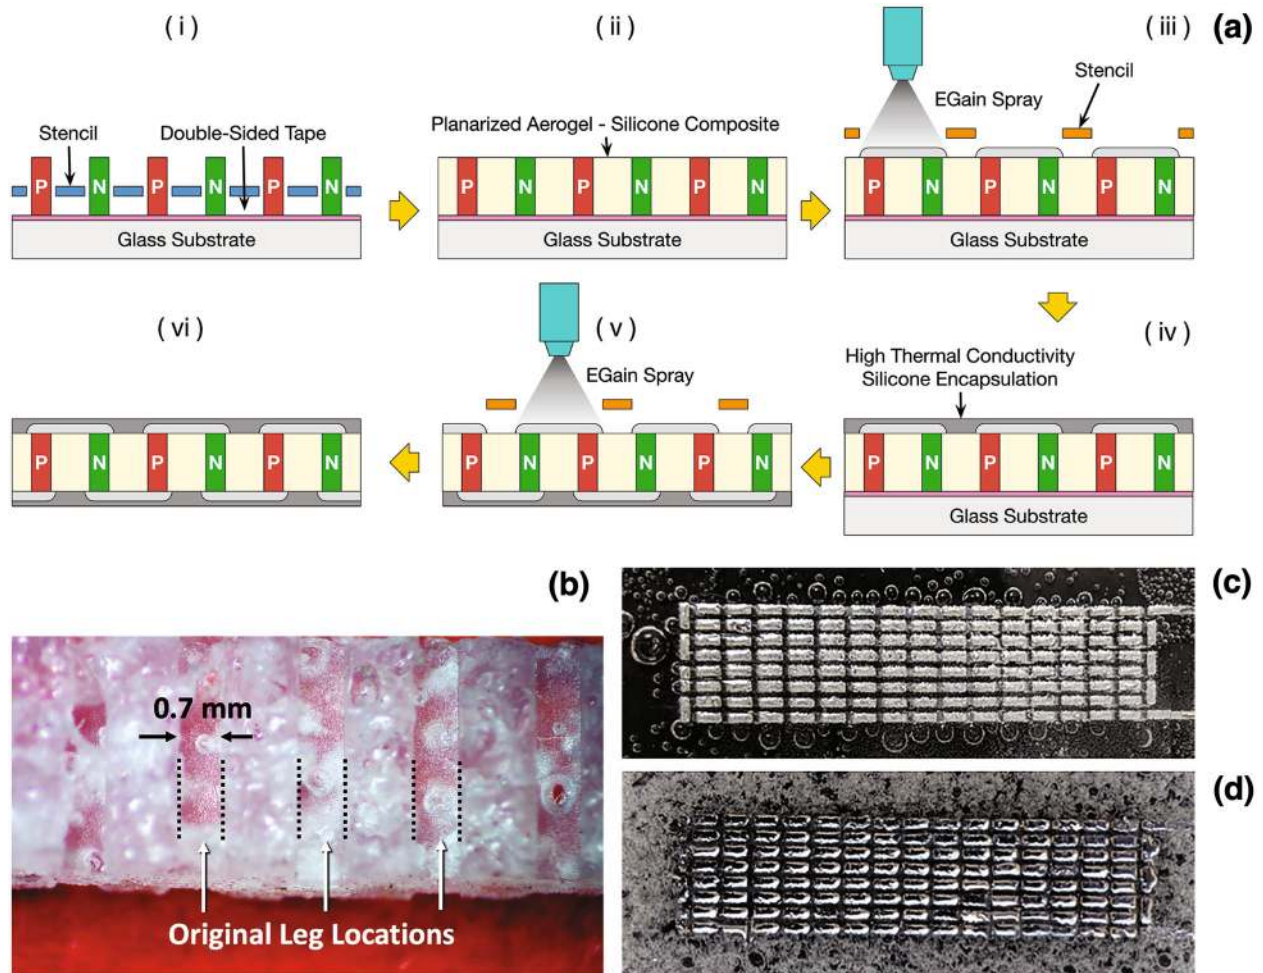 ( i )
( ii )
( iii )
(a)
Stencil
Double-Sided Tape
P N P N P N
Glass Substrate
Planarized Aerogel - Silicone Composite
P N P N P N
Glass Substrate
Stencil
EGain Spray
P N P N P N
Glass Substrate
( vi )
( v )
( iv )
P N P N P N
EGain Spray
P N P N P N
High Thermal Conductivity
Silicone Encapsulation
P N P N P N
Glass Substrate
(b)
0.7 mm
Original Leg Locations
(c)
(d)